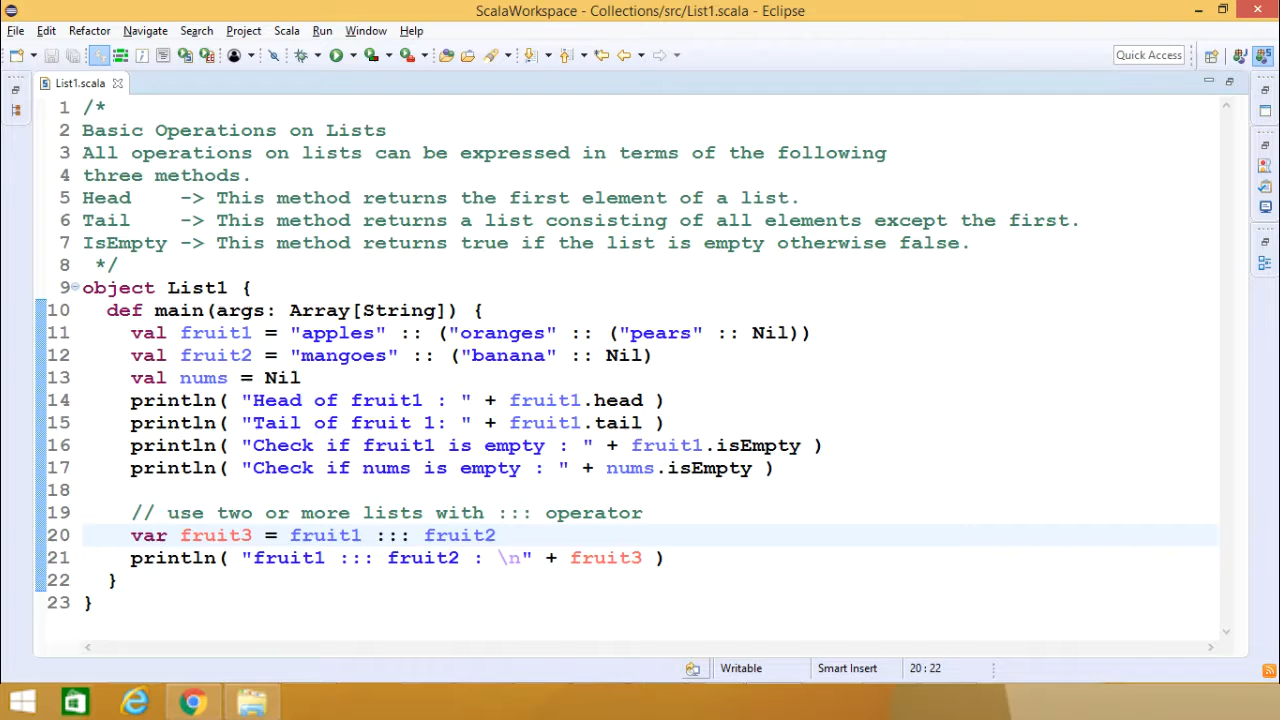 ScalaWorkspace - Collections/src/List1.scala - Eclipse
File Edit Refactor Navigate Search Scala Run Window Help
Quick Access
List1.scala
1 /*
2 Basic Operations on Lists
3 All operations on lists can be expressed in terms of the following
4 three methods.
5 Head    -> This method returns the first element of a list.
6 Tail    -> This method returns a list consisting of all elements except the first.
7 IsEmpty -> This method returns true if the list is empty otherwise false.
8  */
9 object List1 {
10   def main(args: Array[String]) {
11     val fruit1 = "apples" :: ("oranges" :: ("pears" :: Nil))
12     val fruit2 = "mangoes" :: ("banana" :: Nil)
13     val nums = Nil
14     println( "Head of fruit1 : " + fruit1.head )
15     println( "Tail of fruit 1: " + fruit1.tail )
16     println( "Check if fruit1 is empty : " + fruit1.isEmpty )
17     println( "Check if nums is empty : " + nums.isEmpty )
18
19     // use two or more lists with ::: operator
20     var fruit3 = fruit1 ::: fruit2
21     println( "fruit1 ::: fruit2 : \n" + fruit3 )
22   }
23 }
Writable Smart Insert 20 : 22